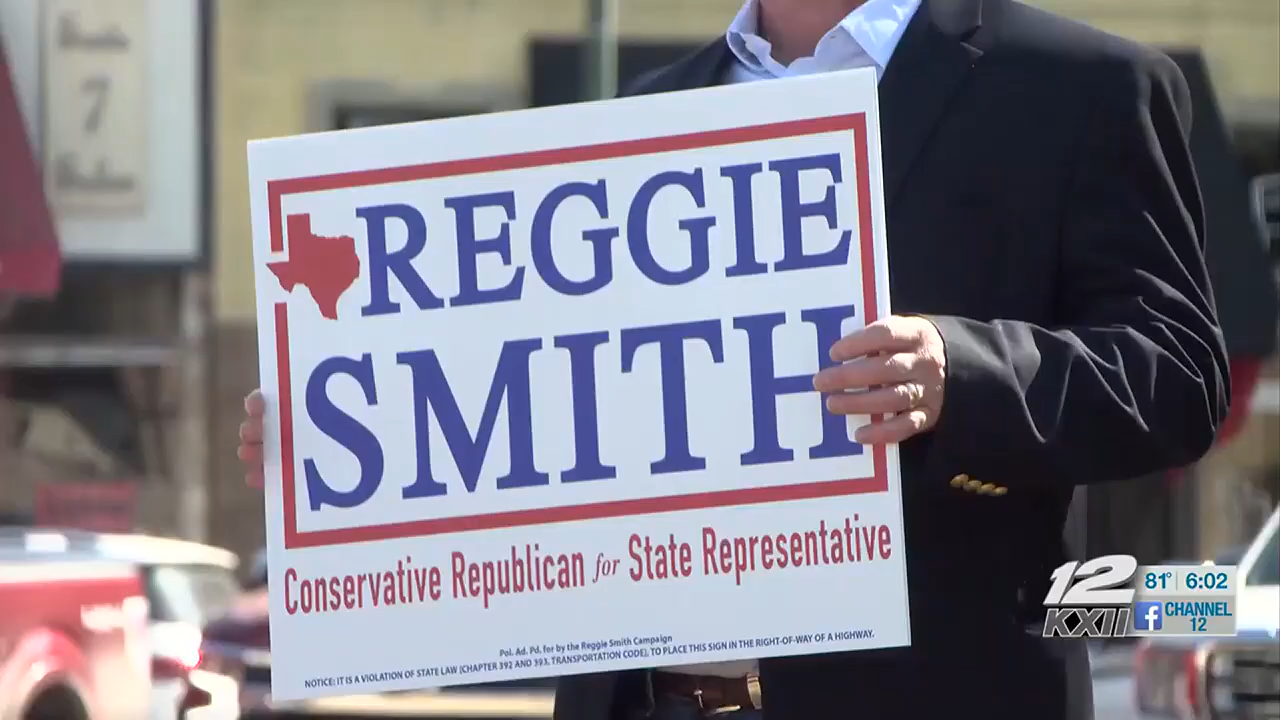 7
REGGIE
SMITH
Conservative Republican for State Representative
Pol. Ad. Pd. for by the Reggie Smith Campaign
NOTICE: IT IS A VIOLATION OF STATE LAW (CHAPTER 392 AND 393, TRANSPORTATION CODE), TO PLACE THIS SIGN IN THE RIGHT-OF-WAY OF A HIGHWAY.
12 81° 6:02
KXII f CHANNEL
12